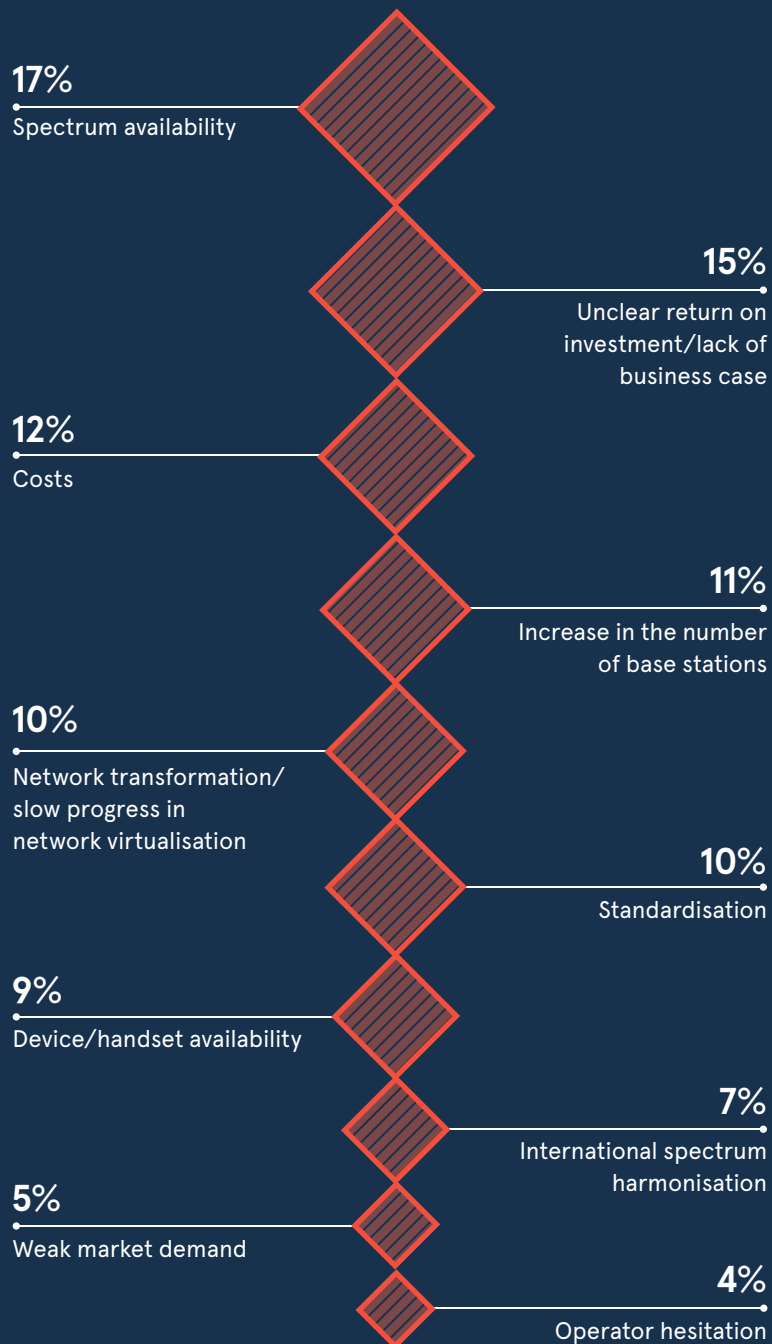 17%
Spectrum availability
15%
Unclear return on
investment/lack of
business case
12%
Costs
11%
Increase in the number
of base stations
10%
Network transformation/
slow progress in
network virtualisation
10%
Standardisation
9%
Device/handset availability
7%
International spectrum
harmonisation
5%
Weak market demand
4%
Operator hesitation